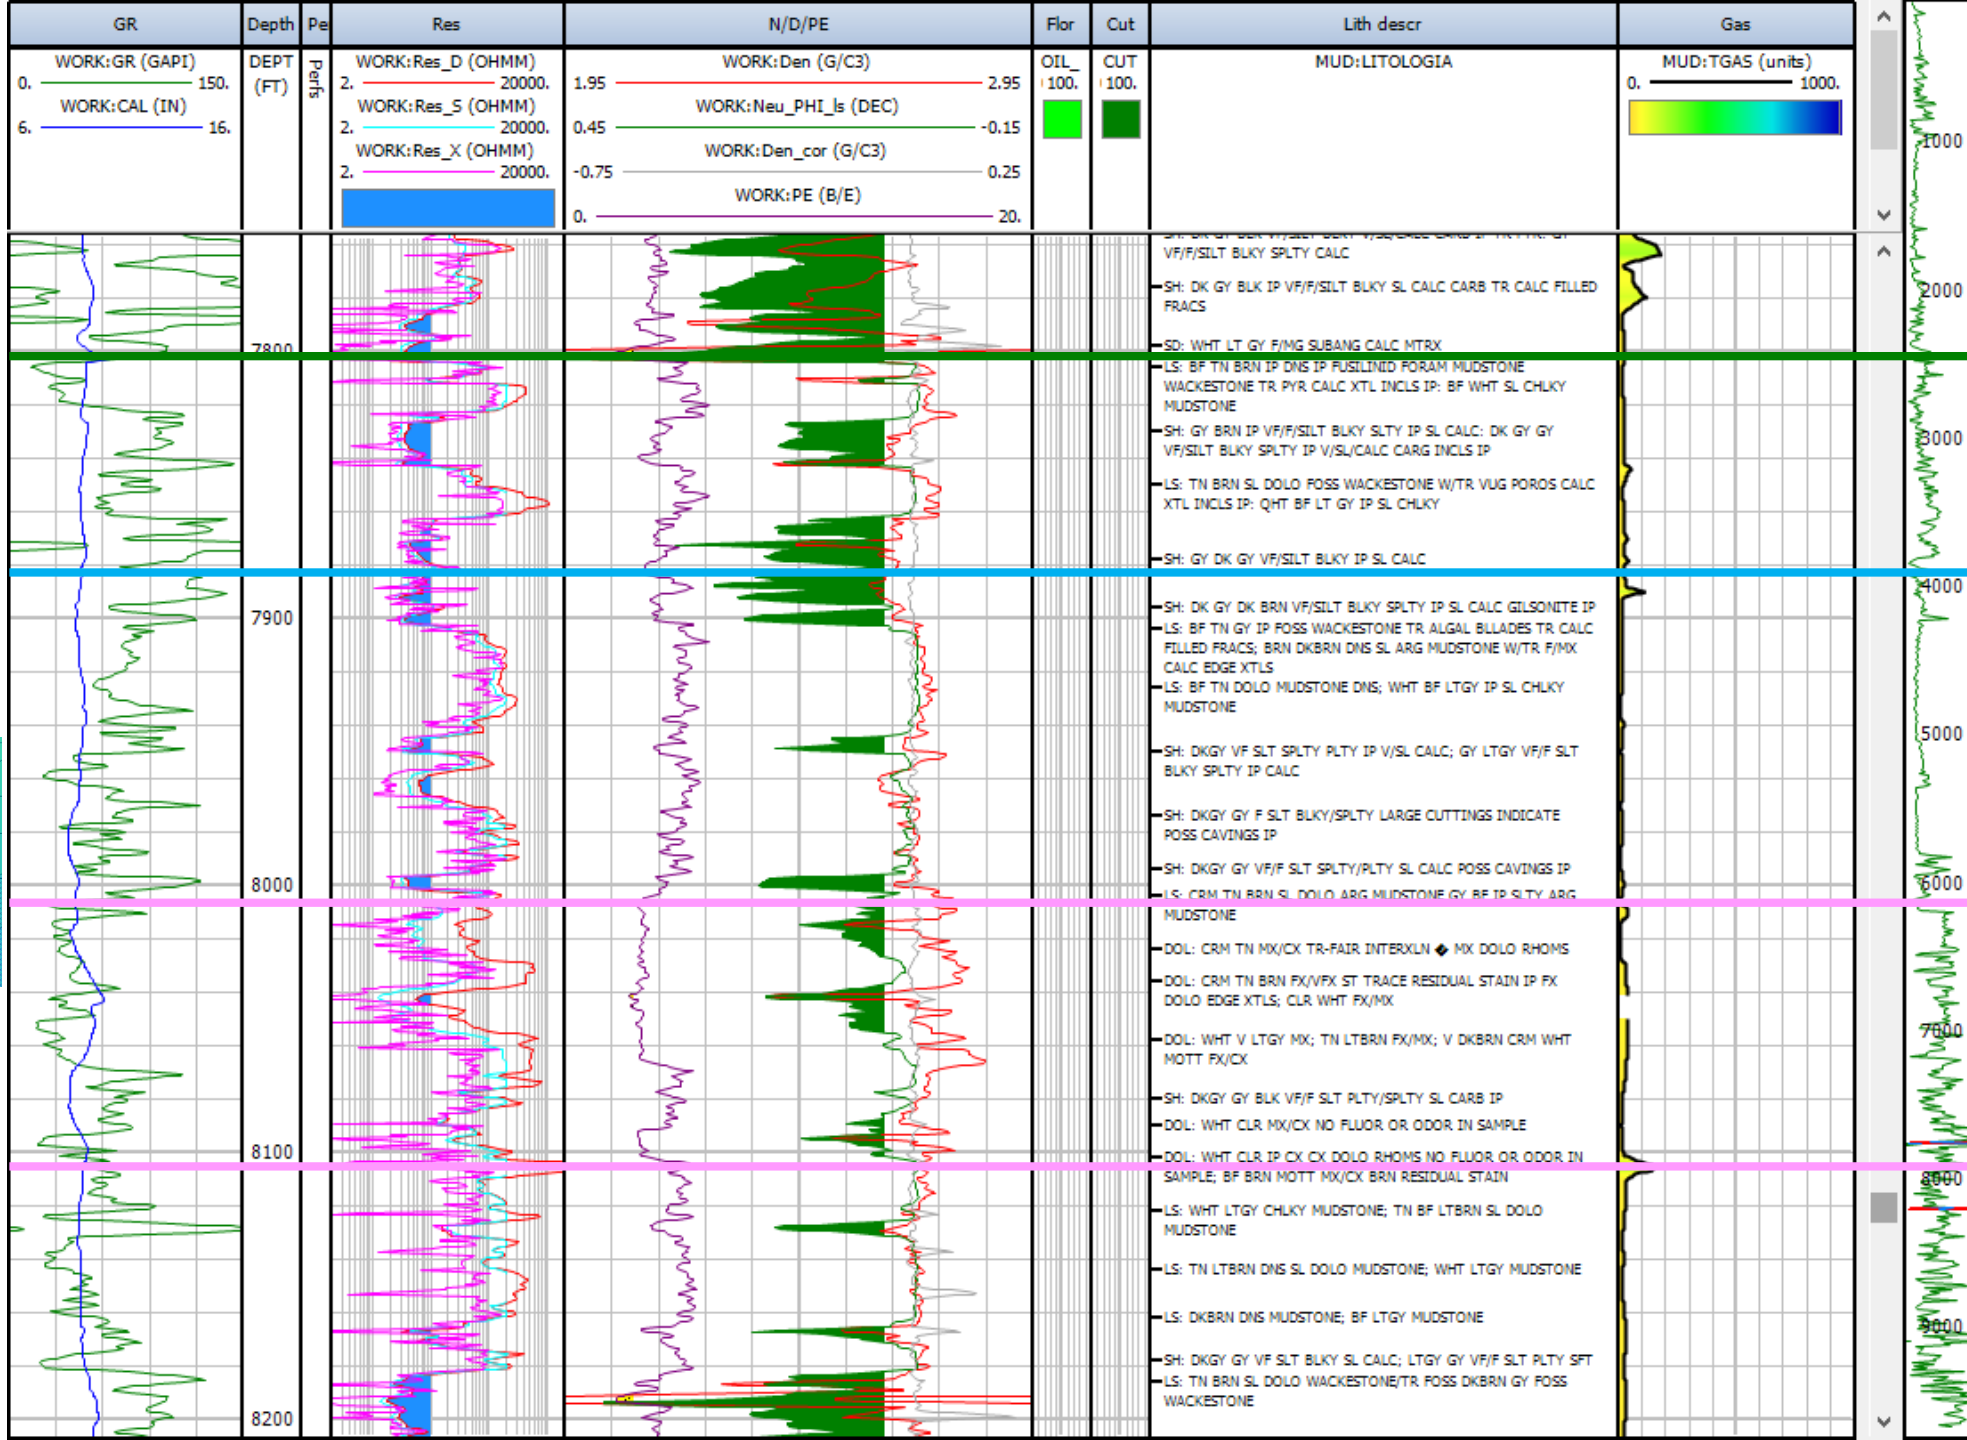 GR Depth Pe Res N/D/PE Flor Cut Lith descr Gas
WORK:GR (GAPI)
0. 150.
WORK:CAL (IN)
6. 16.
DEPT
(FT)
Perfs
WORK:Res_D (OHMM)
2. 20000.
WORK:Res_S (OHMM)
2. 20000.
WORK:Res_X (OHMM)
2. 20000.
WORK:Den (G/C3)
1.95 2.95
WORK:Neu_PHI_ls (DEC)
0.45 -0.15
WORK:Den_cor (G/C3)
-0.75 0.25
WORK:PE (B/E)
0. 20.
OIL_
100.
CUT
100.
MUD:LITOLOGIA
MUD:TGAS (units)
0. 1000.
7800
7900
8000
8100
8200
VF/F/SILT BLKY SPLTY CALC
SH: DK GY BLK IP VF/F/SILT BLKY SL CALC CARB TR CALC FILLED
FRACS
SD: WHT LT GY F/MG SUBANG CALC MTRX
LS: BF TN BRN IP DNS IP FUSILINID FORAM MUDSTONE
WACKESTONE TR PYR CALC XTL INCLS IP: BF WHT SL CHLKY
MUDSTONE
SH: GY BRN IP VF/F/SILT BLKY SLTY IP SL CALC: DK GY GY
VF/SILT BLKY SPLTY IP V/SL/CALC CARG INCLS IP
LS: TN BRN SL DOLO FOSS WACKESTONE W/TR VUG POROS CALC
XTL INCLS IP: QHT BF LT GY IP SL CHLKY
SH: GY DK GY VF/SILT BLKY IP SL CALC
SH: DK GY DK BRN VF/SILT BLKY SPLTY IP SL CALC GILSONITE IP
LS: BF TN GY IP FOSS WACKESTONE TR ALGAL BLLADES TR CALC
FILLED FRACS; BRN DKBRN DNS SL ARG MUDSTONE W/TR F/MX
CALC EDGE XTLS
LS: BF TN DOLO MUDSTONE DNS; WHT BF LTGY IP SL CHLKY
MUDSTONE
SH: DKGY VF SLT SPLTY PLTY IP V/SL CALC; GY LTGY VF/F SLT
BLKY SPLTY IP CALC
SH: DKGY GY F SLT BLKY/SPLTY LARGE CUTTINGS INDICATE
POSS CAVINGS IP
SH: DKGY GY VF/F SLT SPLTY/PLTY SL CALC POSS CAVINGS IP
LS: CRM TN BRN SL DOLO ARG MUDSTONE GY BF IP SLTY ARG
MUDSTONE
DOL: CRM TN MX/CX TR-FAIR INTERXLN � MX DOLO RHOMS
DOL: CRM TN BRN FX/VFX ST TRACE RESIDUAL STAIN IP FX
DOLO EDGE XTLS; CLR WHT FX/MX
DOL: WHT V LTGY MX; TN LTBRN FX/MX; V DKBRN CRM WHT
MOTT FX/CX
SH: DKGY GY BLK VF/F SLT PLTY/SPLTY SL CARB IP
DOL: WHT CLR MX/CX NO FLUOR OR ODOR IN SAMPLE
DOL: WHT CLR IP CX CX DOLO RHOMS NO FLUOR OR ODOR IN
SAMPLE; BF BRN MOTT MX/CX BRN RESIDUAL STAIN
LS: WHT LTGY CHLKY MUDSTONE; TN BF LTBRN SL DOLO
MUDSTONE
LS: TN LTBRN DNS SL DOLO MUDSTONE; WHT LTGY MUDSTONE
LS: DKBRN DNS MUDSTONE; BF LTGY MUDSTONE
SH: DKGY GY VF SLT BLKY SL CALC; LTGY GY VF/F SLT PLTY SFT
LS: TN BRN SL DOLO WACKESTONE/TR FOSS DKBRN GY FOSS
WACKESTONE
1000
2000
3000
4000
5000
6000
7000
8000
9000